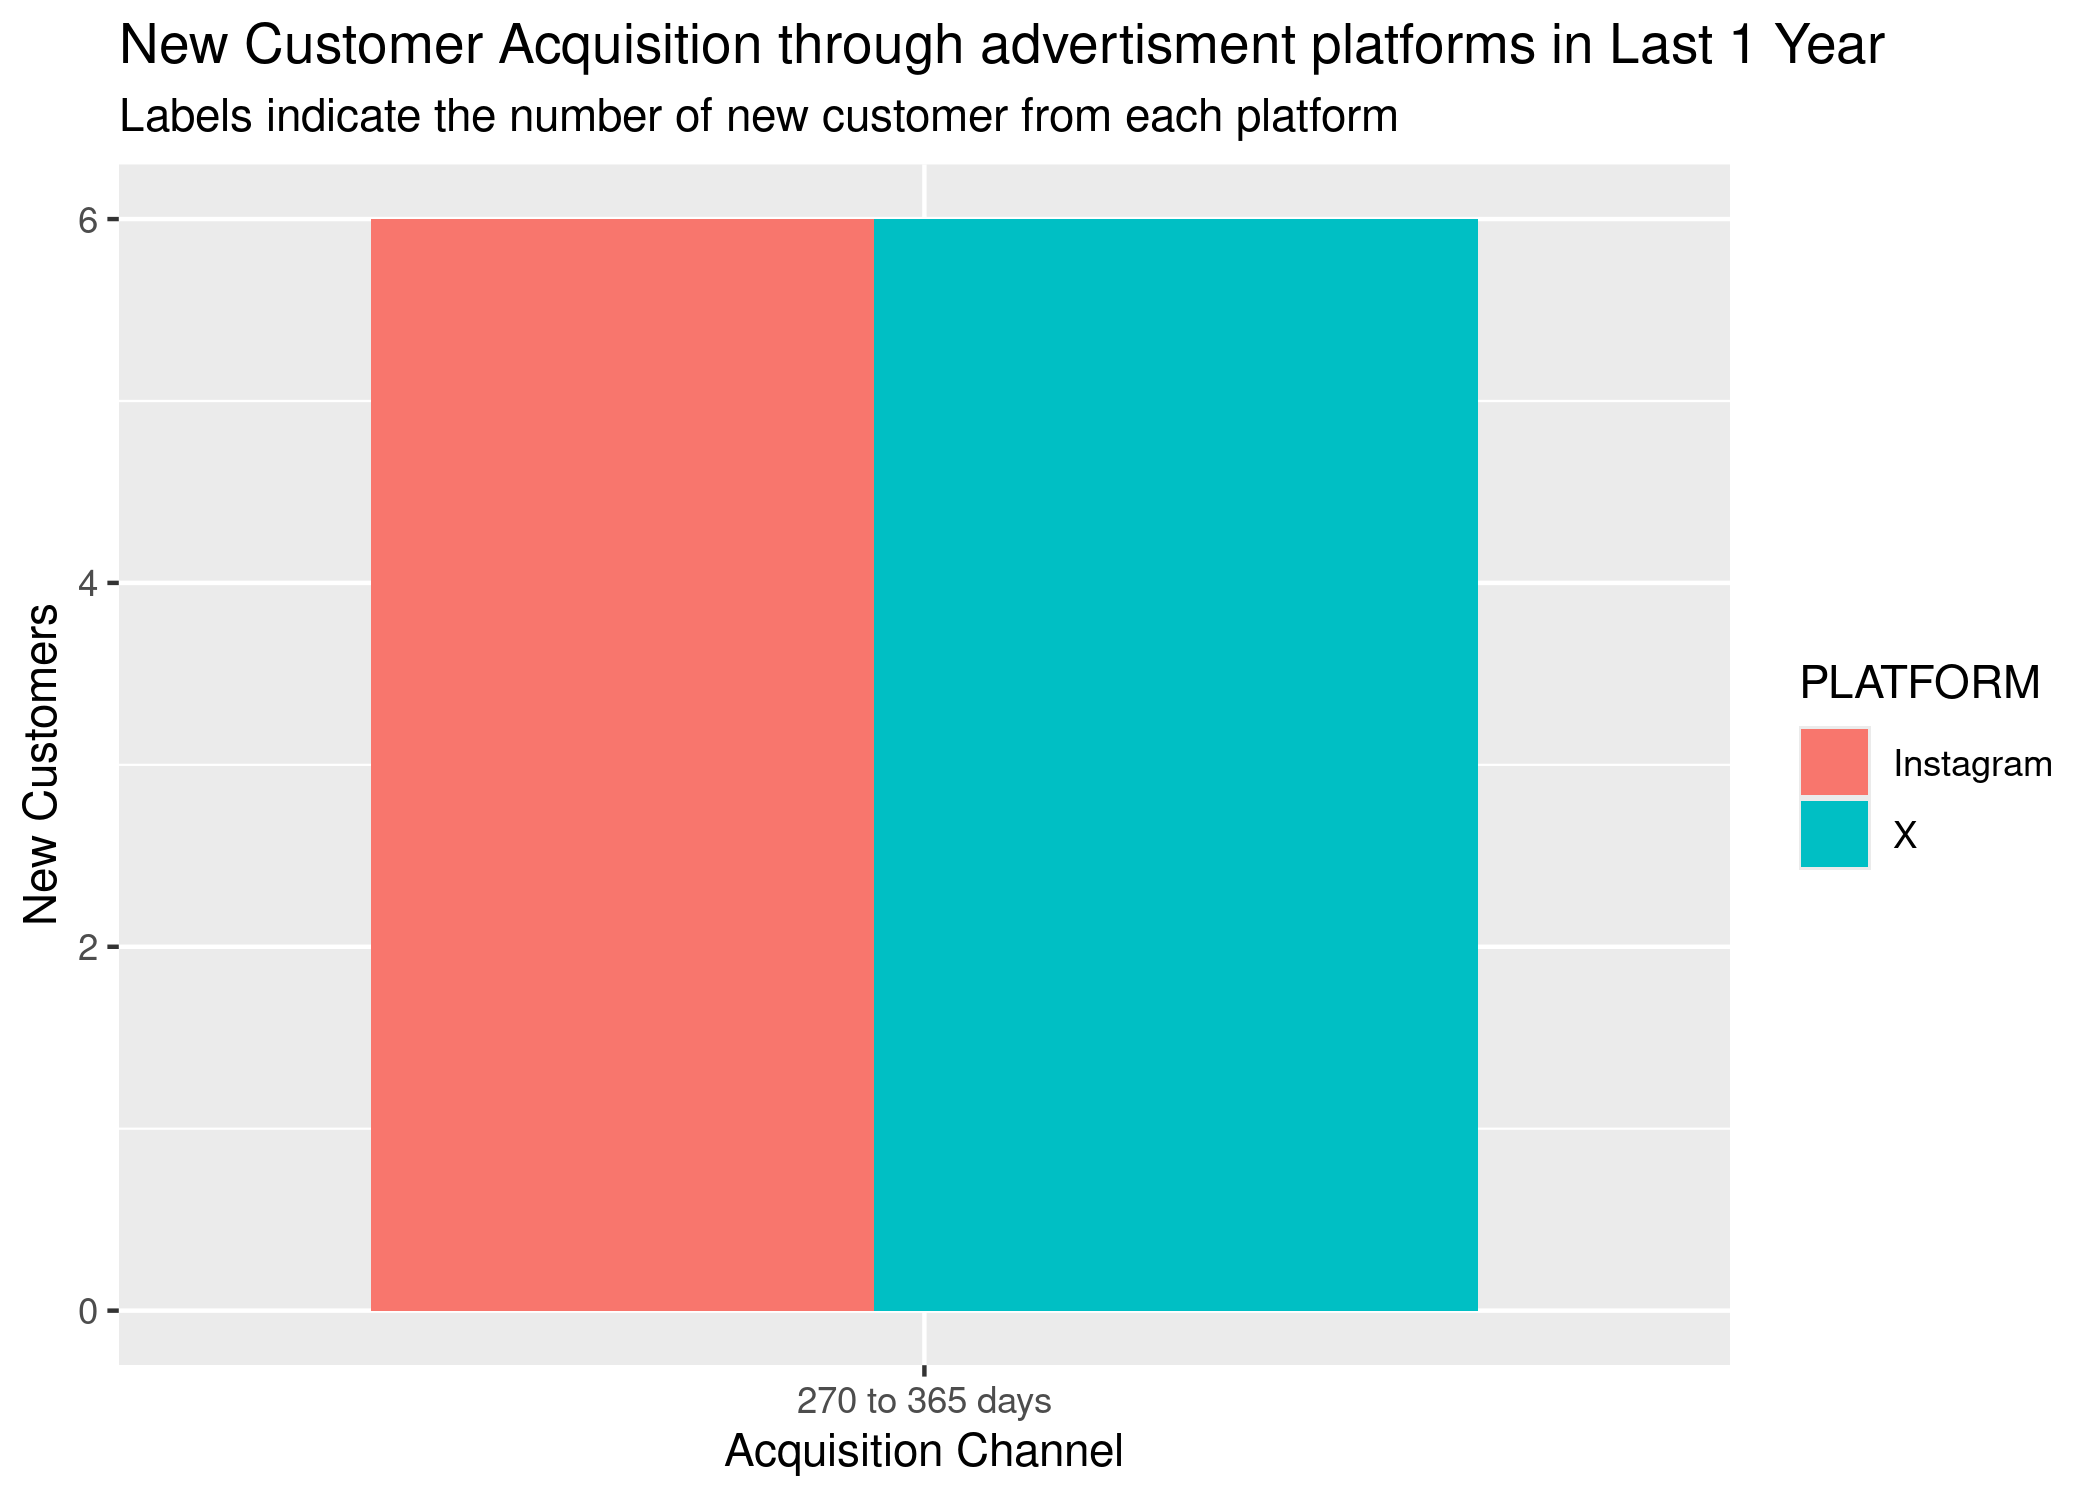 New Customer Acquisition through advertisment platforms in Last 1 Year
Labels indicate the number of new customer from each platform
New Customers
6
4
2
0
270 to 365 days
Acquisition Channel
PLATFORM
Instagram
X